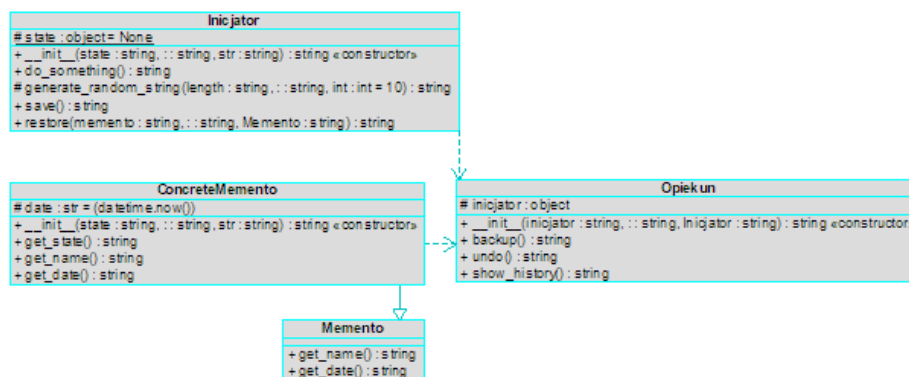 Inicjator
# state : object = None
+ __init__(state : string, : : string, str : string) : string «constructor»
+ do_something() : string
# generate_random_string(length : string, : : string, int : int = 10) : string
+ save() : string
+ restore(memento : string, : : string, Memento : string) : string
ConcreteMemento
# date : str = (datetime.now())
+ __init__(state : string, : : string, str : string) : string «constructor»
+ get_state() : string
+ get_name() : string
+ get_date() : string
Opiekun
# inicjator : object
+ __init__(inicjator : string, : : string, Inicjator : string) : string «constructor
+ backup() : string
+ undo() : string
+ show_history() : string
Memento
+ get_name() : string
+ get_date() : string